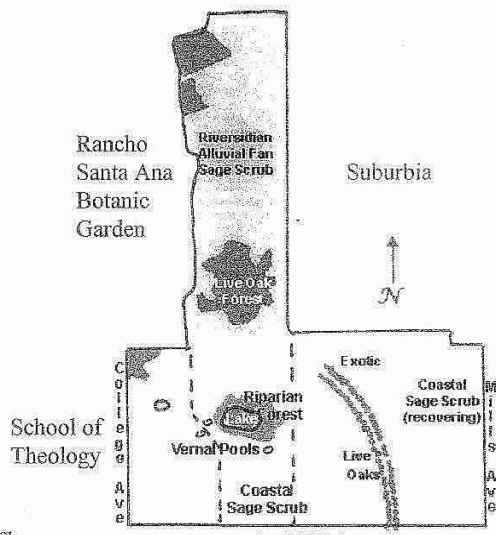 Riversidian
Alluvial Fan
Sage Scrub
Rancho
Santa Ana
Botanic
Garden
Suburbia
N
Live Oak
Forest
Exotic
College Ave
Riparian
Forest
Lake
Coastal
Sage Scrub
(recovering)
Mills Ave
School of
Theology
Vernal Pools
Live
Oaks
Coastal
Sage Scrub